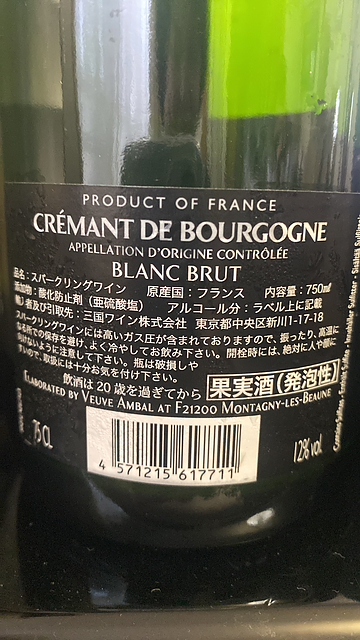 PRODUCT OF FRANCE
CRÉMANT DE BOURGOGNE
APPELLATION D'ORIGINE CONTRÔLÉE
BLANC BRUT
品名:スパークリングワイン 原産国:フランス 内容量:750㎖
添加物:酸化防止剤(亜硫酸塩) アルコール分:ラベル上に記載
者及び引取先:三国ワイン株式会社 東京都中央区新川1-17-18
スパークリングワインには高いガス圧が含まれておりますので、振ったり、高温に
なる所での保存を避け、よく冷やしてお飲み下さい。開栓時には、絶対に人や器に
向けないように注意して下さい。瓶は破損しや
すいので、取扱には十分お気を付け下さい。
飲酒は20歳を過ぎてから 果実酒(発泡性)
ELABORATED BY VEUVE AMBAL AT F21200 MONTAGNY-LES-BEAUNE
75 CL
12% vol.
4 571215 617711